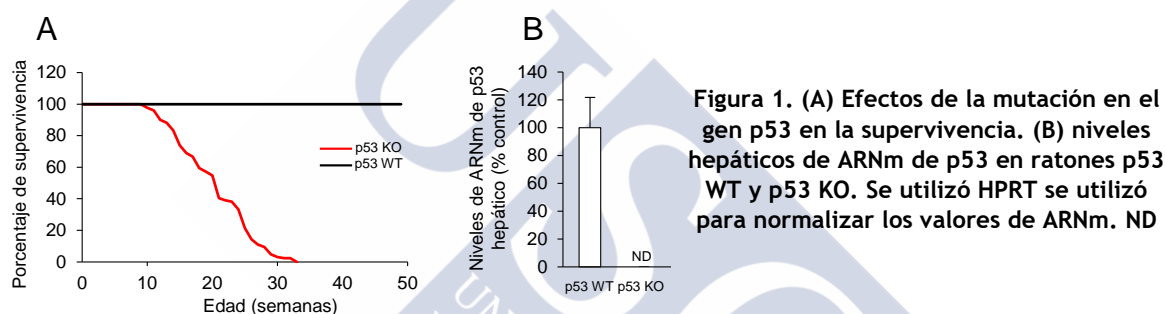 A
Porcentaje de supervivencia
120
100
80
60
40
20
0
0 10 20 30 40 50
Edad (semanas)
p53 KO
p53 WT
B
Niveles de ARNm de p53
hepático (% control)
140
120
100
80
60
40
20
0
ND
p53 WT p53 KO
Figura 1. (A) Efectos de la mutación en el
gen p53 en la supervivencia. (B) niveles
hepáticos de ARNm de p53 en ratones p53
WT y p53 KO. Se utilizó HPRT se utilizó
para normalizar los valores de ARNm. ND